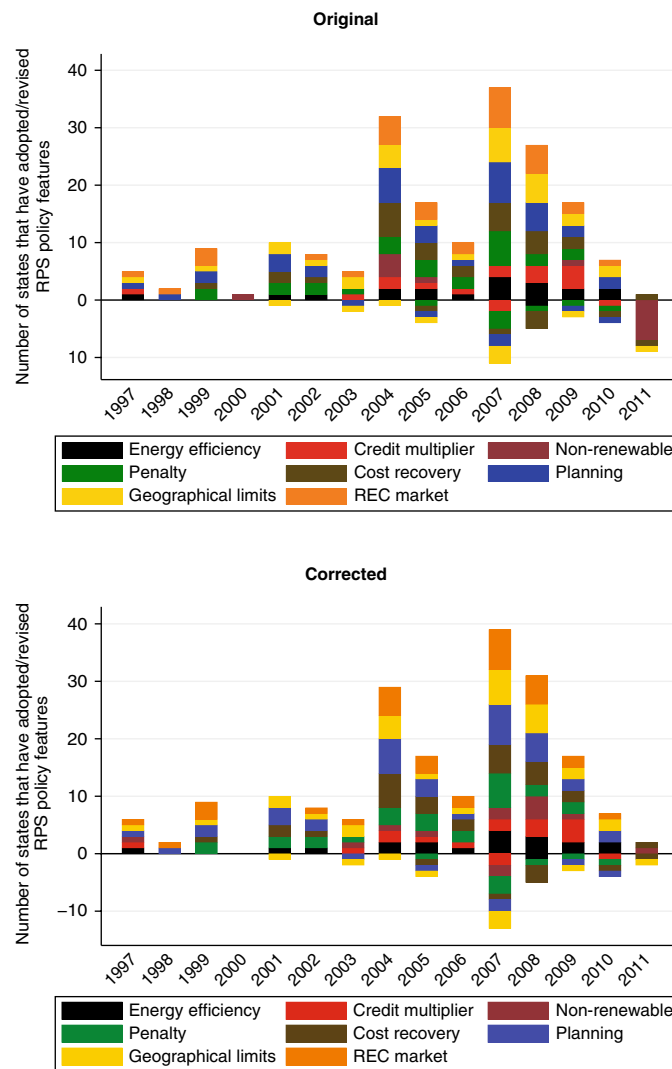 Original
Number of states that have adopted/revised
RPS policy features
40
30
20
10
0
10
1997 1998 1999 2000 2001 2002 2003 2004 2005 2006 2007 2008 2009 2010 2011
Energy efficiency Credit multiplier Non-renewable
Penalty Cost recovery Planning
Geographical limits REC market
Corrected
Number of states that have adopted/revised
RPS policy features
40
30
20
10
0
−10
1997 1998 1999 2000 2001 2002 2003 2004 2005 2006 2007 2008 2009 2010 2011
Energy efficiency Credit multiplier Non-renewable
Penalty Cost recovery Planning
Geographical limits REC market